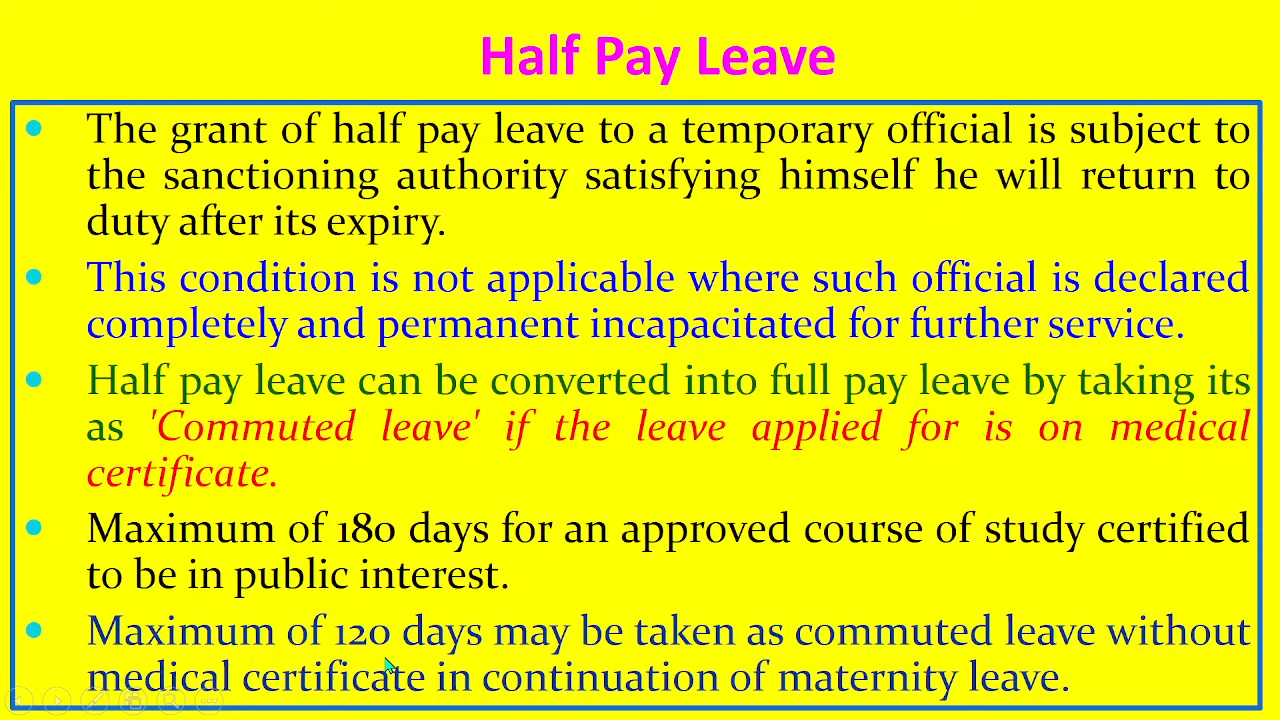 Half Pay Leave
The grant of half pay leave to a temporary official is subject to
the sanctioning authority satisfying himself he will return to
duty after its expiry.
This condition is not applicable where such official is declared
completely and permanent incapacitated for further service.
Half pay leave can be converted into full pay leave by taking its
as 'Commuted leave' if the leave applied for is on medical
certificate.
Maximum of 180 days for an approved course of study certified
to be in public interest.
Maximum of 120 days may be taken as commuted leave without
medical certificate in continuation of maternity leave.